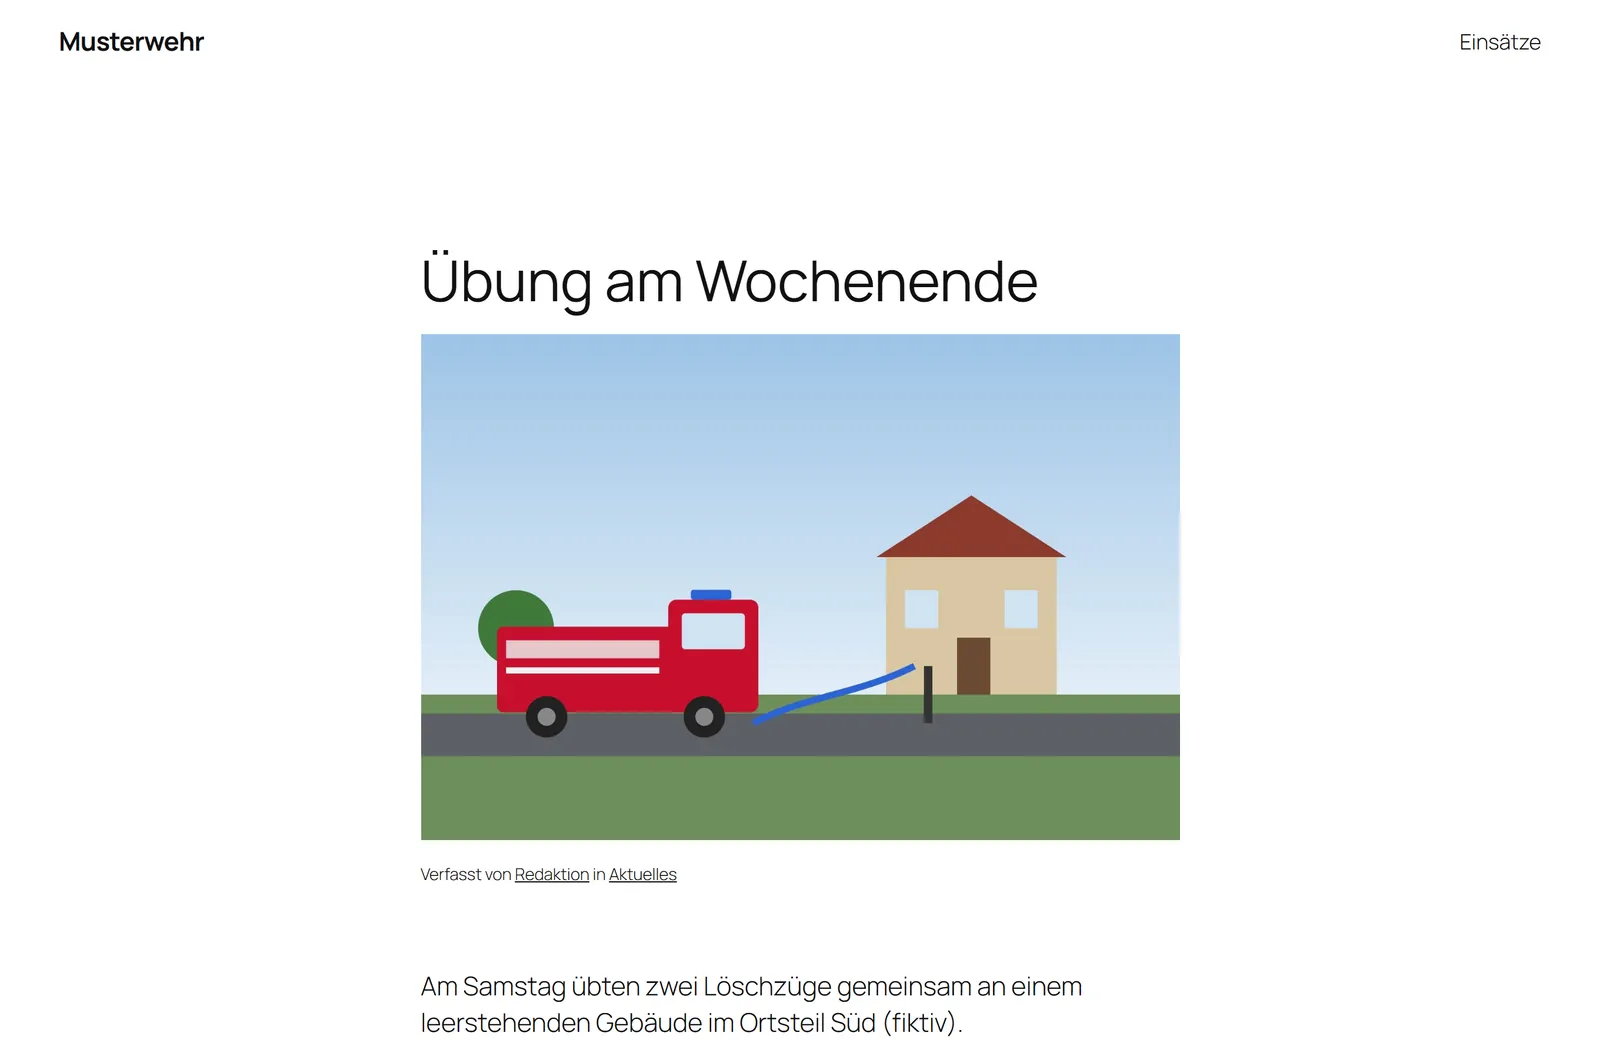 Musterwehr
Einsätze
Übung am Wochenende
Verfasst von Redaktion in Aktuelles
Am Samstag übten zwei Löschzüge gemeinsam an einem
leerstehenden Gebäude im Ortsteil Süd (fiktiv).